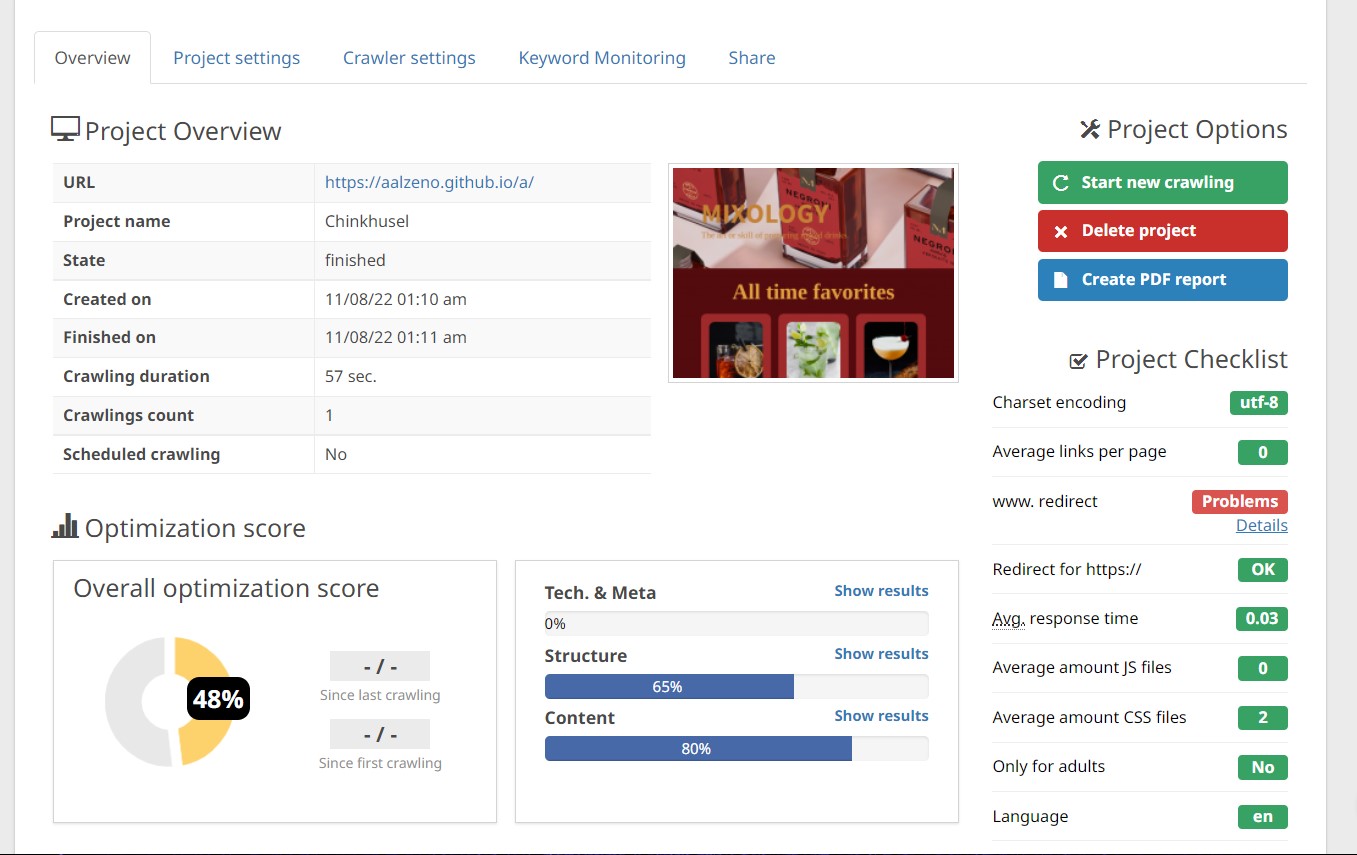 Overview Project settings Crawler settings Keyword Monitoring Share
Project Overview
URL https://aalzeno.github.io/a/
Project name Chinkhusel
State finished
Created on 11/08/22 01:10 am
Finished on 11/08/22 01:11 am
Crawling duration 57 sec.
Crawlings count 1
Scheduled crawling No
NEGRONI
MIXOLOGY
NEGRO
All time favorites
Optimization score
Overall optimization score
48%
- / -
Since last crawling
- / -
Since first crawling
Tech. & Meta Show results
0%
Structure Show results
65%
Content Show results
80%
Project Options
Start new crawling
Delete project
Create PDF report
Project Checklist
Charset encoding utf-8
Average links per page 0
www. redirect Problems
Details
Redirect for https:// OK
Avg. response time 0.03
Average amount JS files 0
Average amount CSS files 2
Only for adults No
Language en